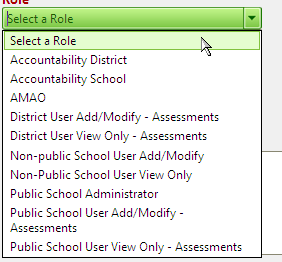 Role
Select a Role
Select a Role
Accountability District
Accountability School
AMAO
District User Add/Modify - Assessments
District User View Only - Assessments
Non-public School User Add/Modify
Non-public School User View Only
Public School Administrator
Public School User Add/Modify -
Assessments
Public School User View Only - Assessments